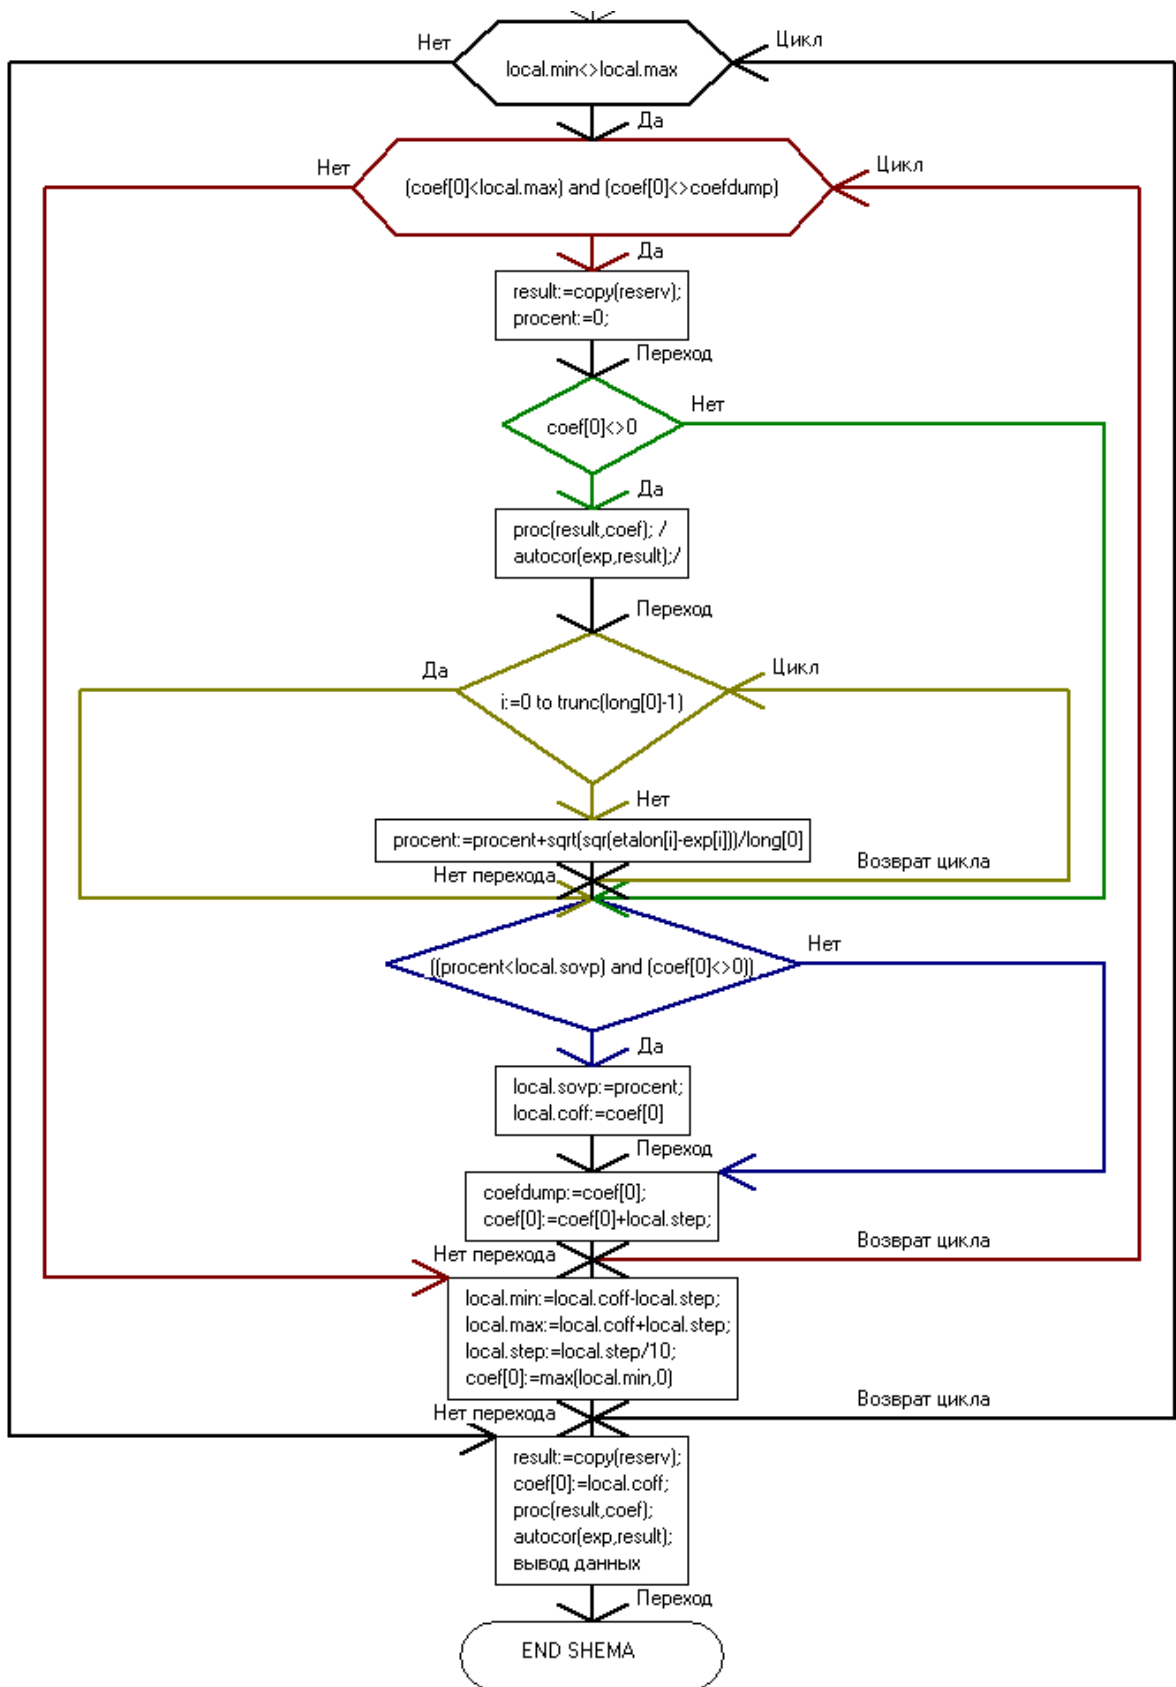 Нет
Цикл
local.min<>local.max
Да
Нет
Цикл
(coef[0]<local.max) and (coef[0]<>coefdump)
Да
result:=copy(reserv);
procent:=0;
Переход
Нет
coef[0]<>0
Да
proc(result,coef); /
autocor(exp,result);/
Переход
Да
Цикл
i:=0 to trunc(long[0]-1)
Нет
procent:=procent+sqrt(sqr(etalon[i]-exp[i]))/long[0]
Нет перехода
Возврат цикла
Нет
((procent<local.sovp) and (coef[0]<>0))
Да
local.sovp:=procent;
local.coff:=coef[0]
Переход
coefdump:=coef[0];
coef[0]:=coef[0]+local.step;
Нет перехода
Возврат цикла
local.min:=local.coff-local.step;
local.max:=local.coff+local.step;
local.step:=local.step/10;
coef[0]:=max(local.min,0)
Нет перехода
Возврат цикла
result:=copy(reserv);
coef[0]:=local.coff;
proc(result,coef);
autocor(exp,result);
вывод данных
Переход
END SHEMA